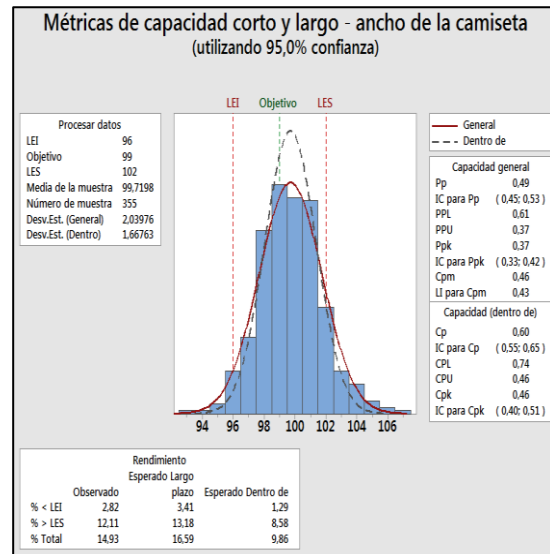 Métricas de capacidad corto y largo - ancho de la camiseta
(utilizando 95,0% confianza)
LEI Objetivo LES
Procesar datos
LEI 96
Objetivo 99
LES 102
Media de la muestra 99,7198
Número de muestra 355
Desv.Est. (General) 2,03976
Desv.Est. (Dentro) 1,66763
General
Dentro de
Capacidad general
Pp 0,49
IC para Pp (0,45; 0,53)
PPL 0,61
PPU 0,37
Ppk 0,37
IC para Ppk (0,33; 0,42)
Cpm 0,46
LI para Cpm 0,43
Capacidad (dentro de)
Cp 0,60
IC para Cp (0,55; 0,65)
CPL 0,74
CPU 0,46
Cpk 0,46
IC para Cpk (0,40; 0,51)
94 96 98 100 102 104 106
Rendimiento
Esperado Largo
Observado plazo Esperado Dentro de
% < LEI 2,82 3,41 1,29
% > LES 12,11 13,18 8,58
% Total 14,93 16,59 9,86